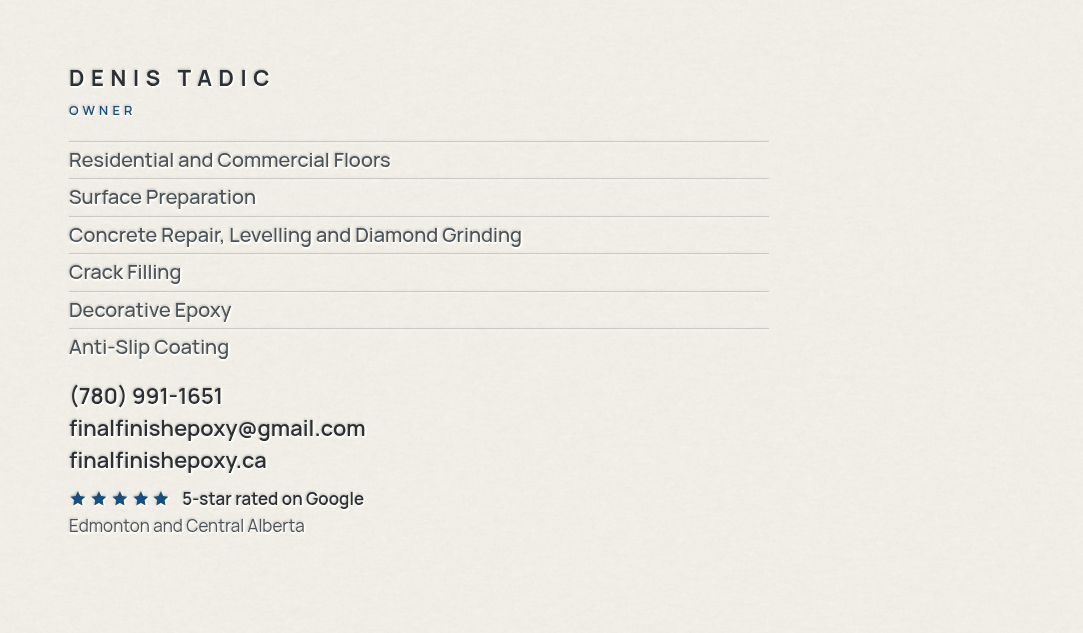 DENIS TADIC
OWNER
Residential and Commercial Floors
Surface Preparation
Concrete Repair, Levelling and Diamond Grinding
Crack Filling
Decorative Epoxy
Anti-Slip Coating
(780) 991-1651
finalfinishepoxy@gmail.com
finalfinishepoxy.ca
★★★★★ 5-star rated on Google
Edmonton and Central Alberta